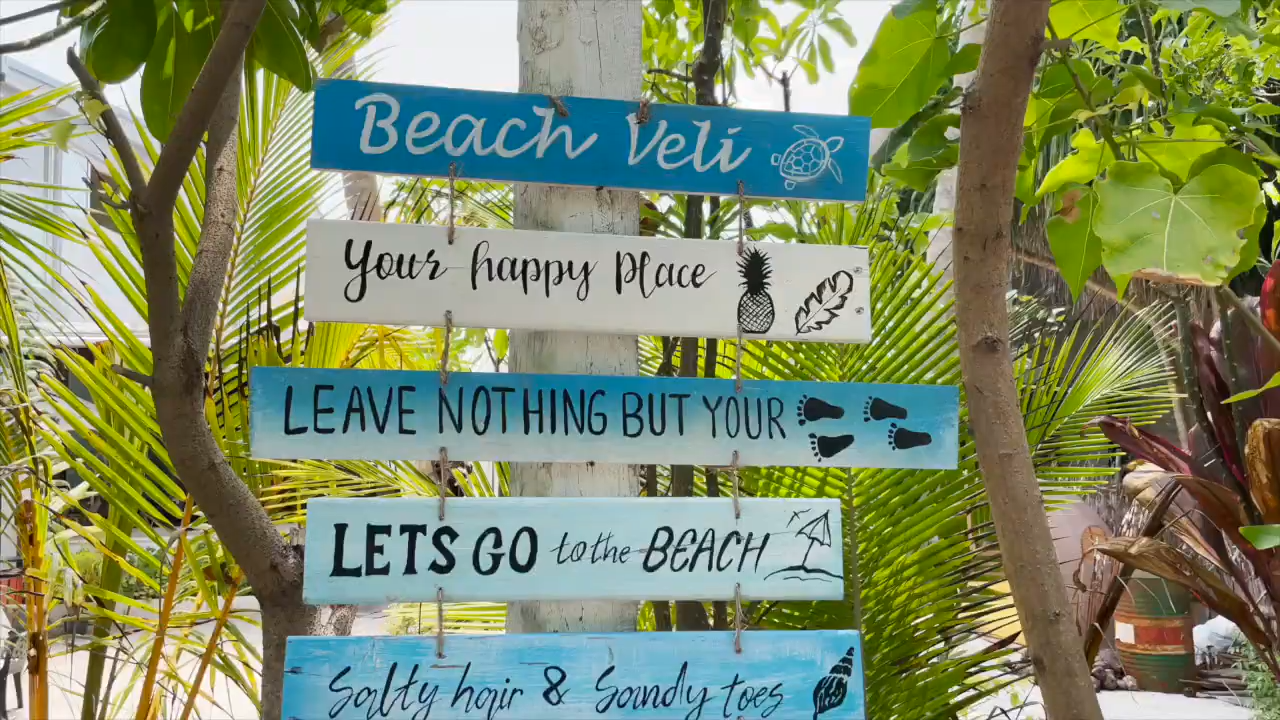 Beach Veli
Your happy Place
LEAVE NOTHING BUT YOUR
LETS GO to the BEACH
Salty hair & Sandy toes